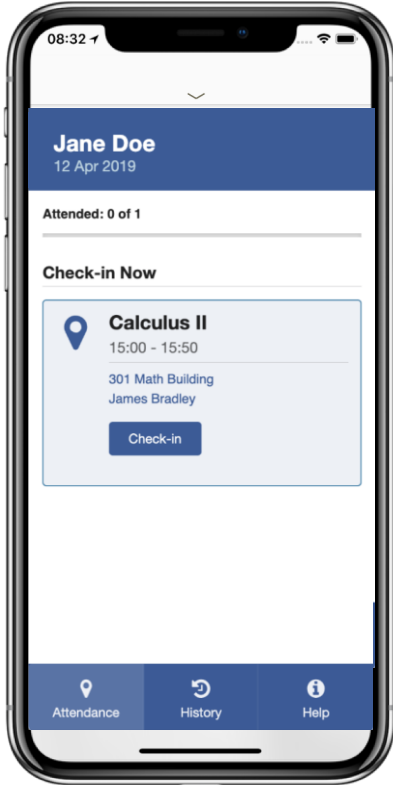 08:32
Jane Doe
12 Apr 2019
Attended: 0 of 1
Check-in Now
Calculus II
15:00 - 15:50
301 Math Building
James Bradley
Check-in
Attendance History Help